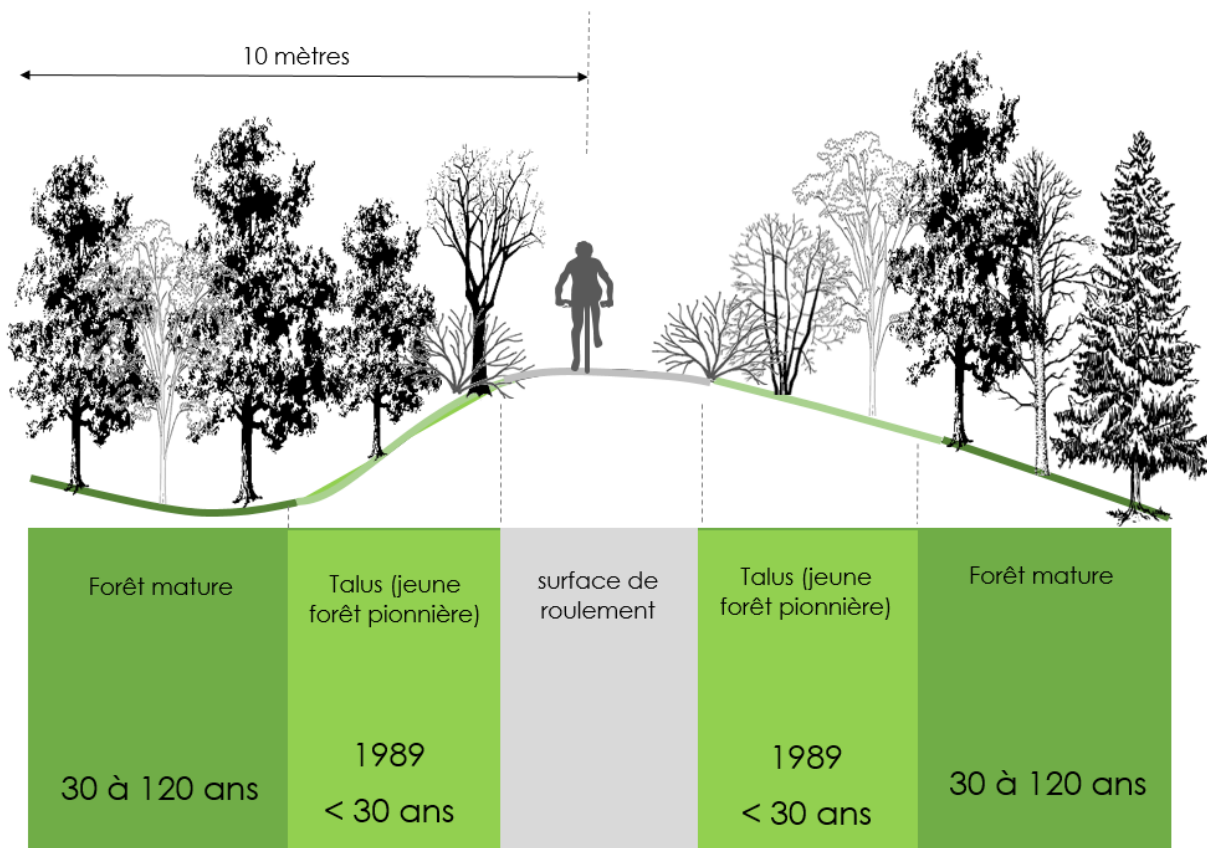 10 mètres
Forêt mature
Talus (jeune
forêt pionnière)
surface de
roulement
Talus (jeune
forêt pionnière)
Forêt mature
30 à 120 ans
1989
< 30 ans
1989
< 30 ans
30 à 120 ans